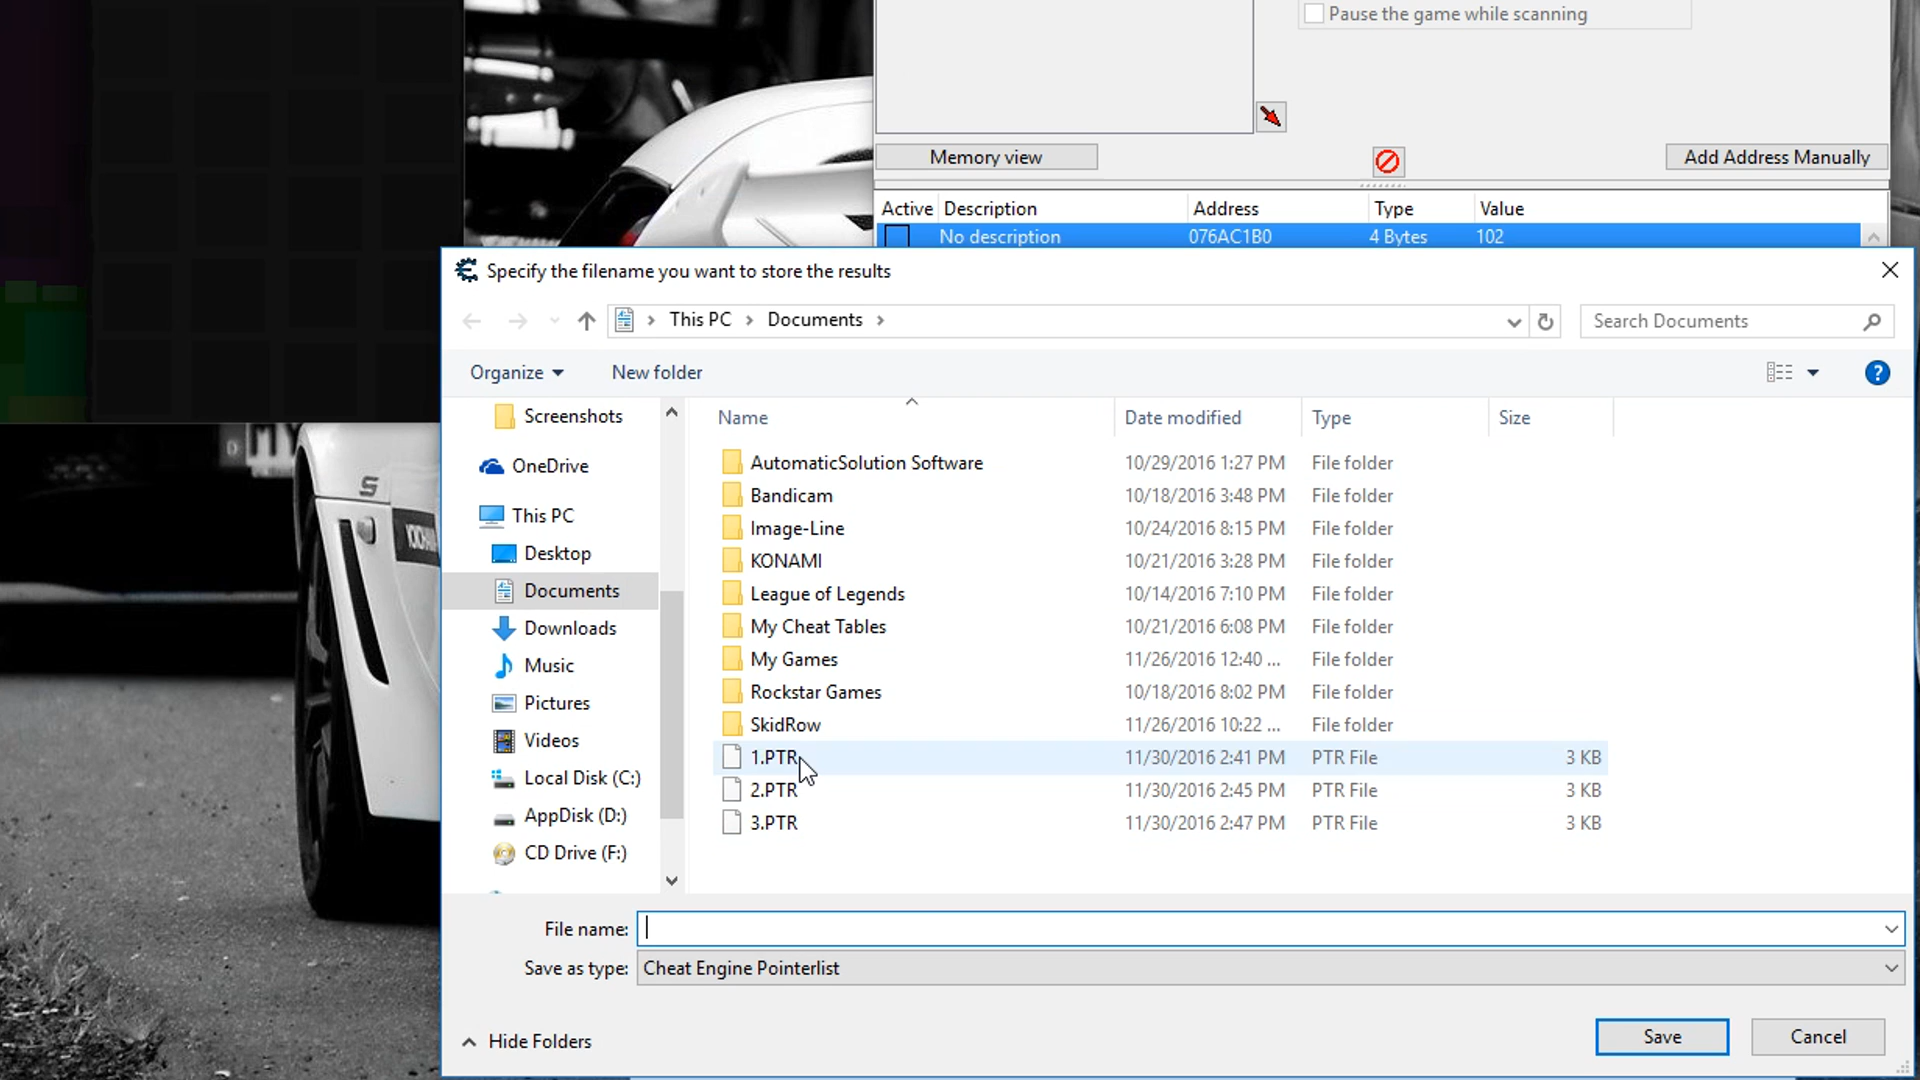 Pause the game while scanning
Memory view
Add Address Manually
Active Description Address Type Value
No description 076AC1B0 4 Bytes 102
Specify the filename you want to store the results
This PC Documents
Search Documents
Organize New folder
Screenshots
OneDrive
This PC
Desktop
Documents
Downloads
Music
Pictures
Videos
Local Disk (C:)
AppDisk (D:)
CD Drive (F:)
Name Date modified Type Size
AutomaticSolution Software 10/29/2016 1:27 PM File folder
Bandicam 10/18/2016 3:48 PM File folder
Image-Line 10/24/2016 8:15 PM File folder
KONAMI 10/21/2016 3:28 PM File folder
League of Legends 10/14/2016 7:10 PM File folder
My Cheat Tables 10/21/2016 6:08 PM File folder
My Games 11/26/2016 12:40 ... File folder
Rockstar Games 10/18/2016 8:02 PM File folder
SkidRow 11/26/2016 10:22 ... File folder
1.PTR 11/30/2016 2:41 PM PTR File 3 KB
2.PTR 11/30/2016 2:45 PM PTR File 3 KB
3.PTR 11/30/2016 2:47 PM PTR File 3 KB
S
File name:
Save as type: Cheat Engine Pointerlist
Hide Folders
Save
Cancel